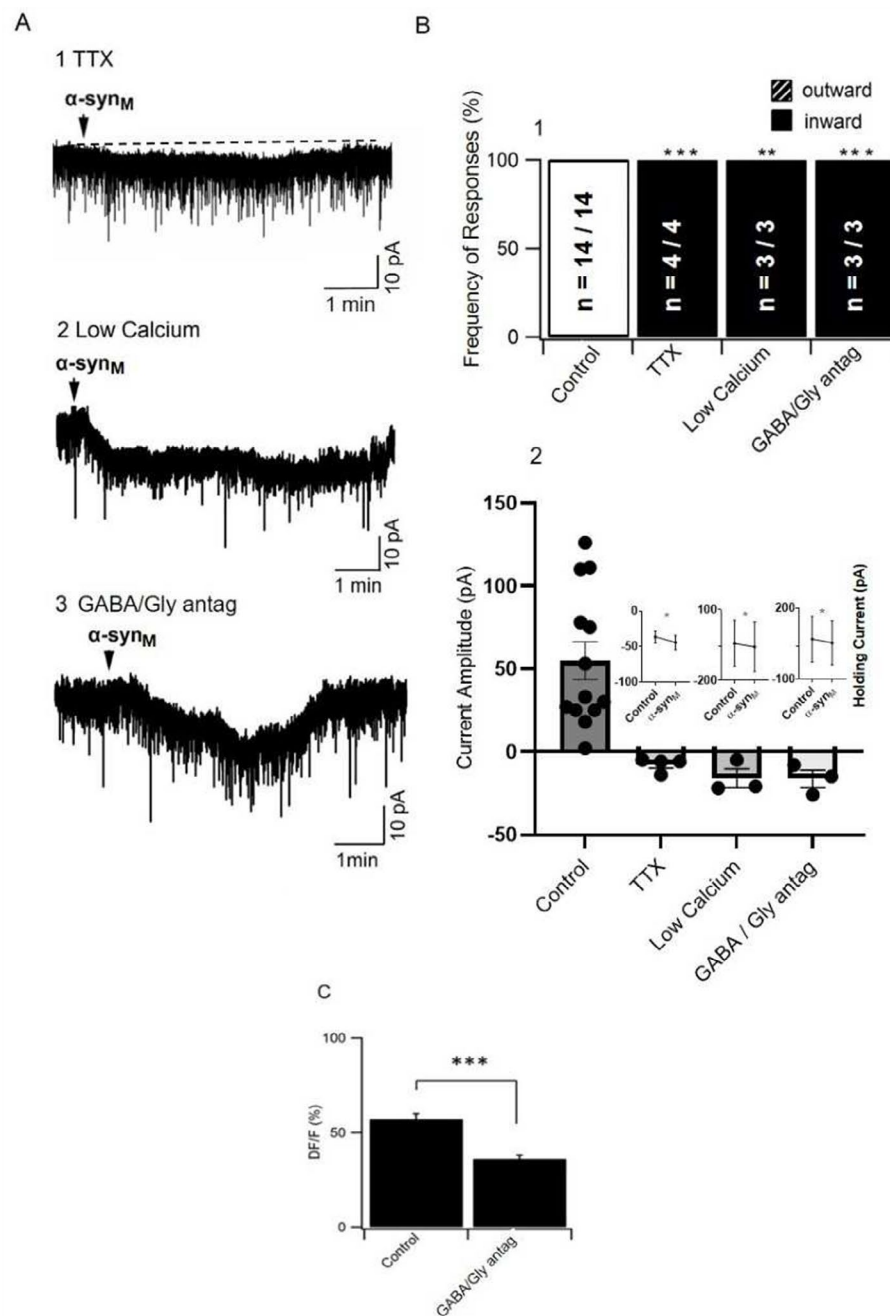 A
1 TTX
α-synM
10 pA
1 min
2 Low Calcium
α-synM
10 pA
1 min
3 GABA/Gly antag
α-synM
10 pA
1min
B
outward
inward
1
Frequency of Responses (%)
100
50
0
***
**
***
n = 14 / 14
n = 4 / 4
n = 3 / 3
n = 3 / 3
Control
TTX
Low Calcium
GABA/Gly antag
2
Current Amplitude (pA)
150
100
50
0
-50
0
-50
-100
*
Control
α-synM
100
-200
*
Control
α-synM
200
-100
*
Control
α-synM
Holding Current (pA)
Control
TTX
Low Calcium
GABA / Gly antag
C
DF/F (%)
100
50
0
***
Control
GABA/Gly antag